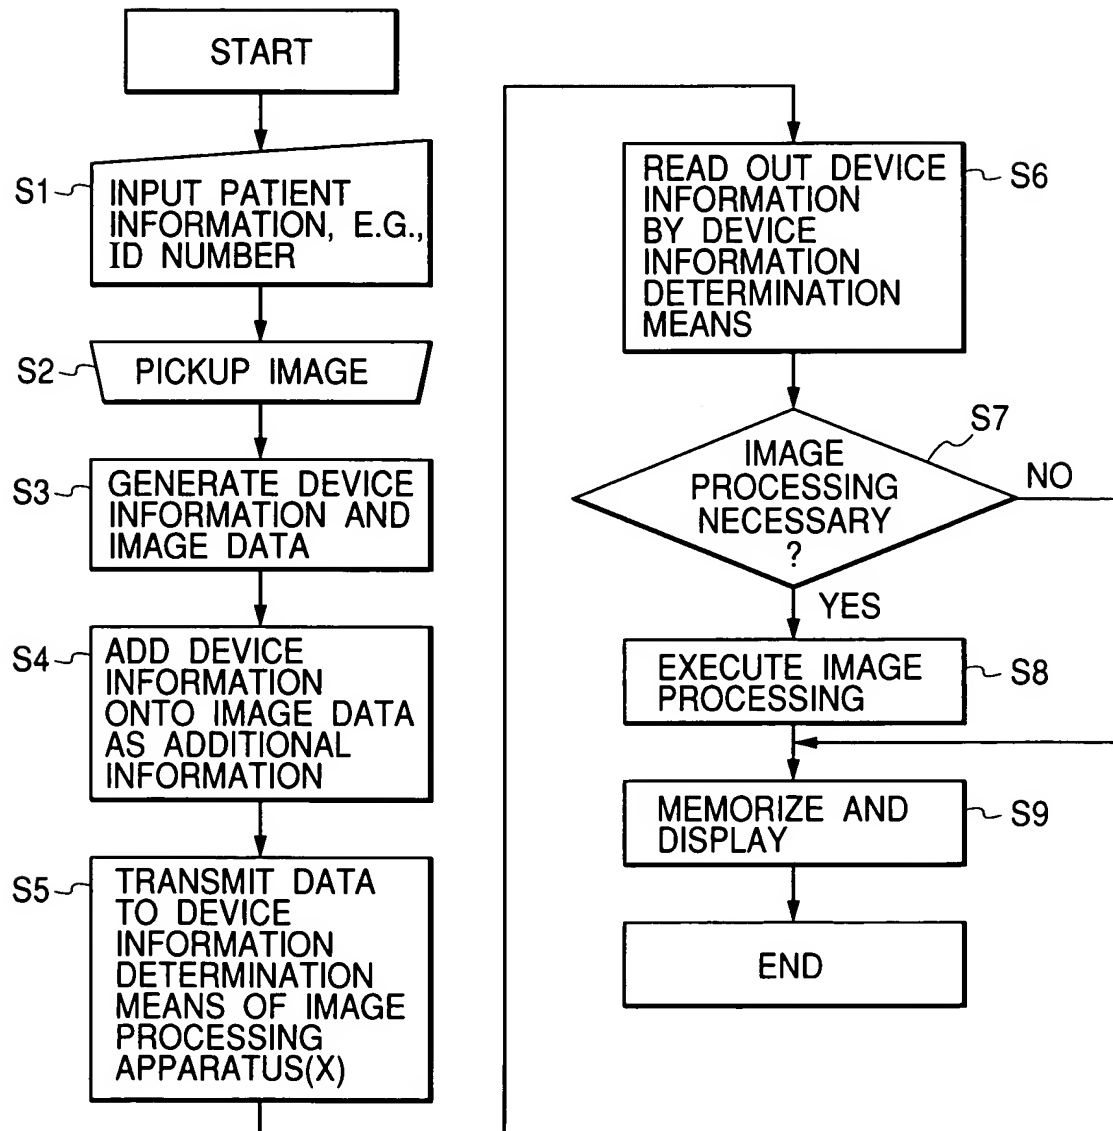 START
S1
INPUT PATIENT
INFORMATION, E.G.,
ID NUMBER
S2
PICKUP IMAGE
S3
GENERATE DEVICE
INFORMATION AND
IMAGE DATA
S4
ADD DEVICE
INFORMATION
ONTO IMAGE DATA
AS ADDITIONAL
INFORMATION
S5
TRANSMIT DATA
TO DEVICE
INFORMATION
DETERMINATION
MEANS OF IMAGE
PROCESSING
APPARATUS(X)
READ OUT DEVICE
INFORMATION
BY DEVICE
INFORMATION
DETERMINATION
MEANS
S6
S7
IMAGE
PROCESSING
NECESSARY
?
NO
YES
EXECUTE IMAGE
PROCESSING
S8
MEMORIZE AND
DISPLAY
S9
END